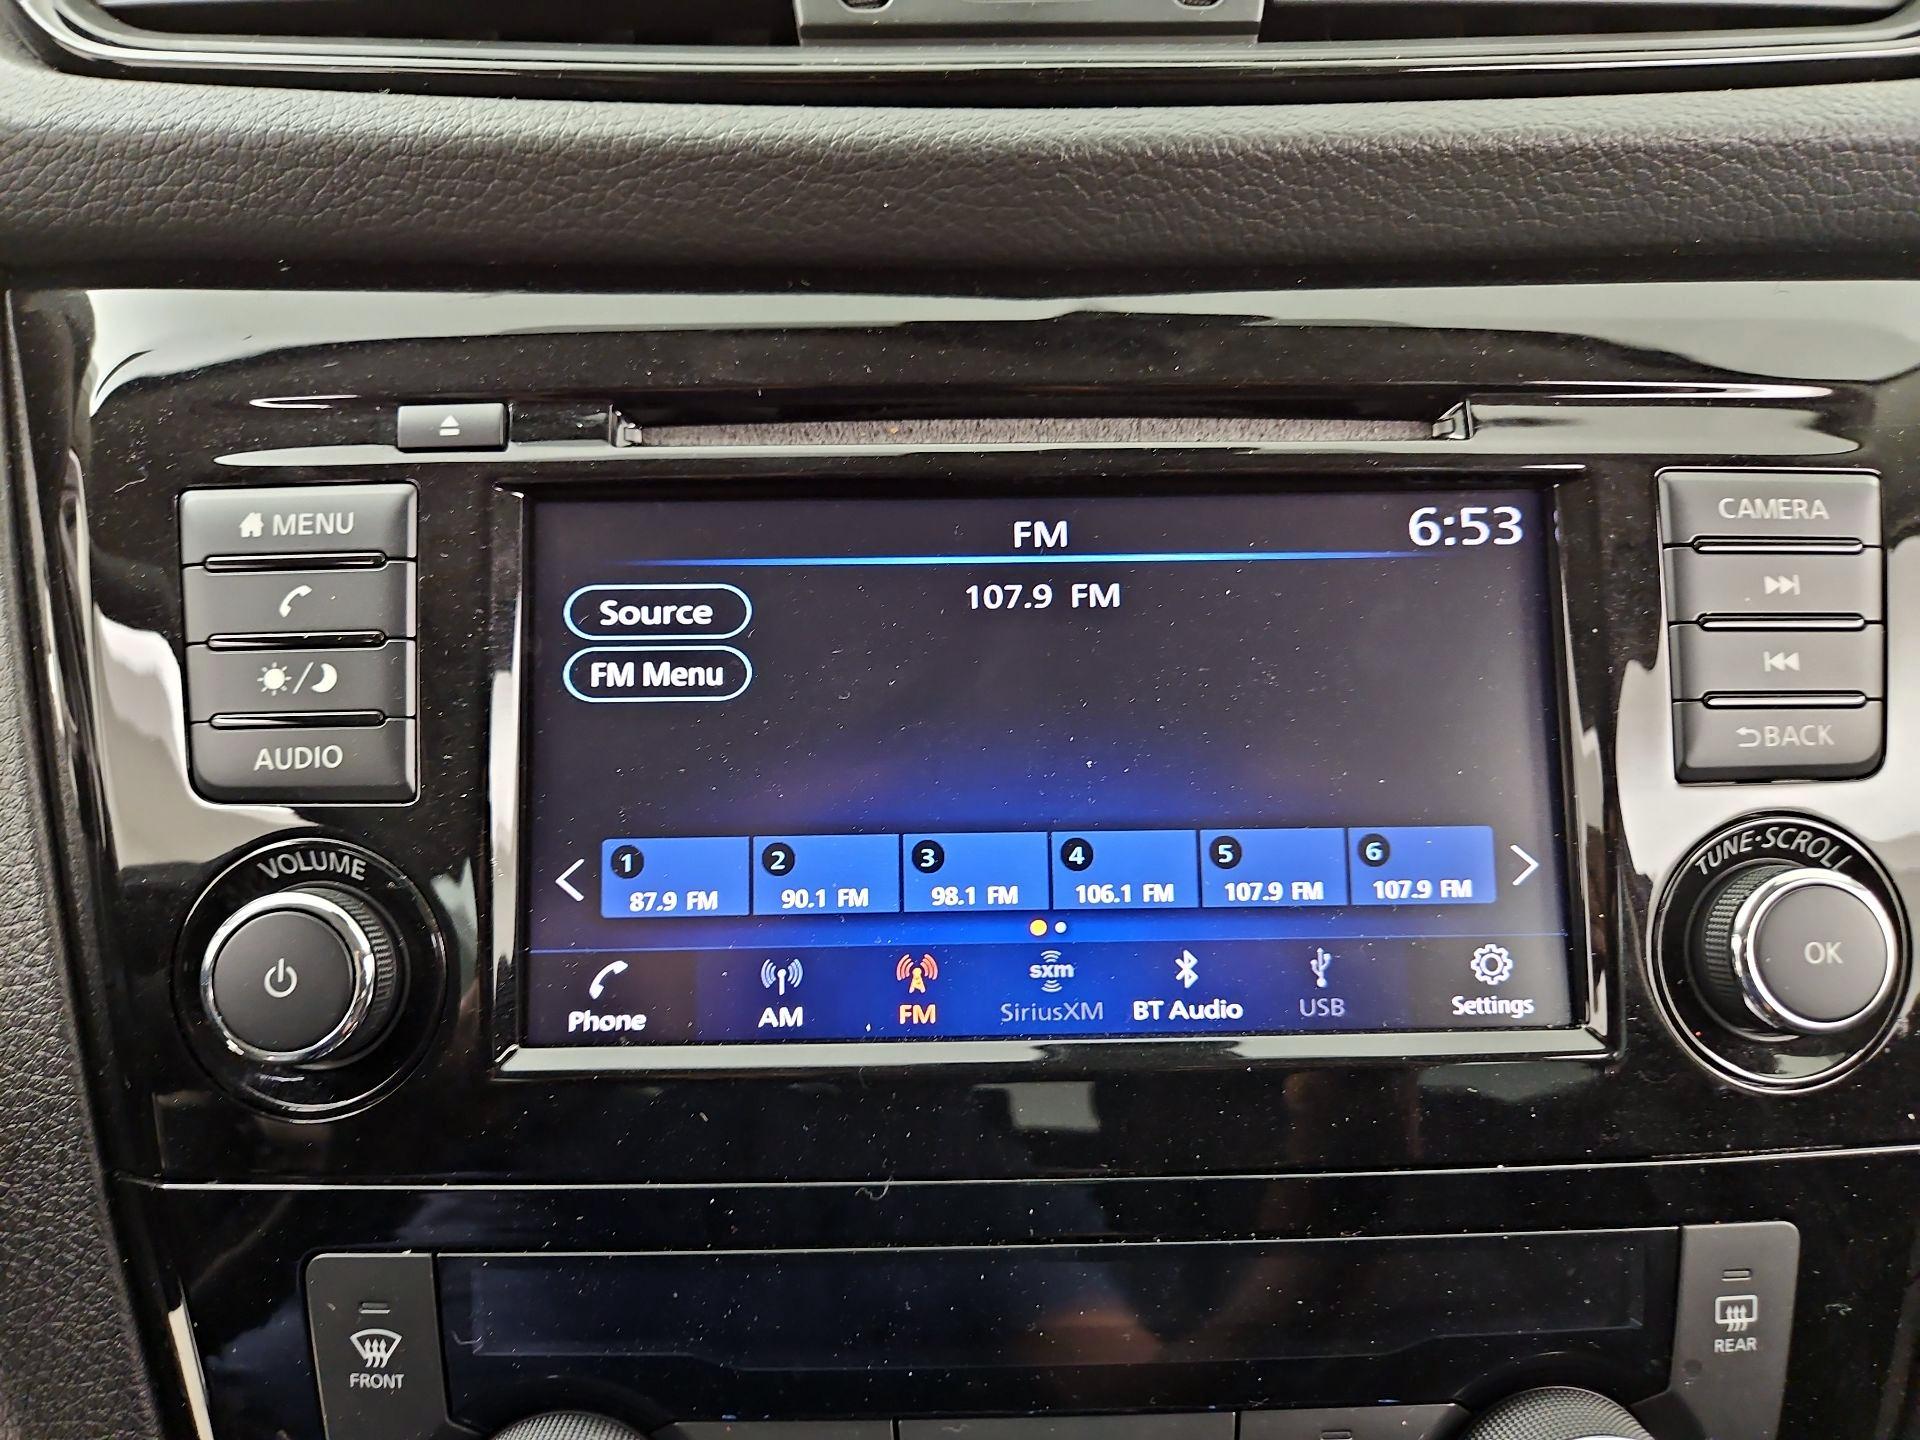 MENU
AUDIO
VOLUME
FM
6:53
Source
107.9 FM
FM Menu
1
87.9 FM
2
90.1 FM
3
98.1 FM
4
106.1 FM
5
107.9 FM
6
107.9 FM
Phone
AM
FM
sxm
SiriusXM
BT Audio
USB
Settings
CAMERA
BACK
TUNE·SCROLL
OK
FRONT
REAR